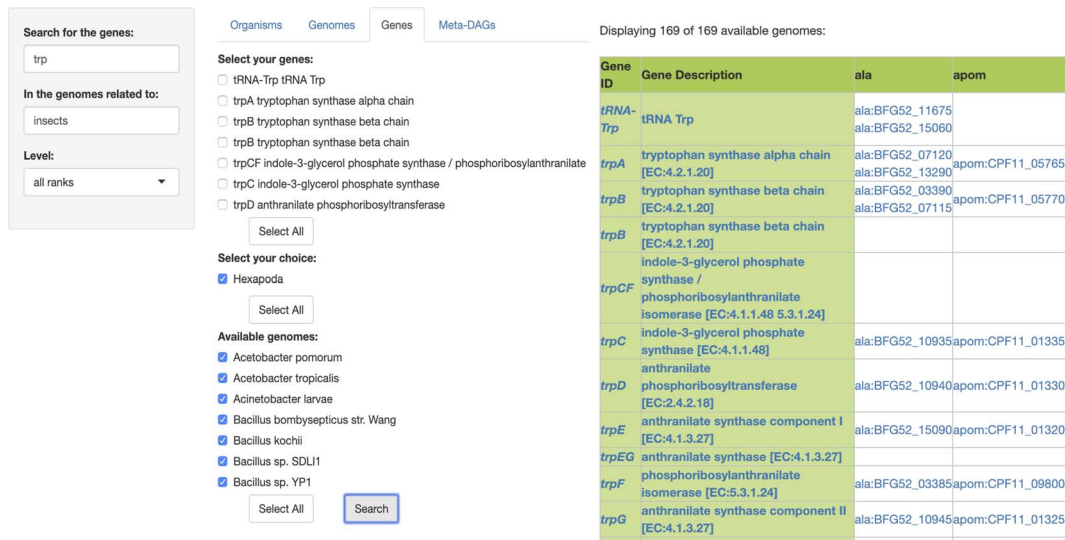 Search for the genes:
trp
In the genomes related to:
insects
Level:
all ranks
Organisms Genomes Genes Meta-DAGs
Select your genes:
tRNA-Trp tRNA Trp
trpA tryptophan synthase alpha chain
trpB tryptophan synthase beta chain
trpB tryptophan synthase beta chain
trpCF indole-3-glycerol phosphate synthase / phosphoribosylanthranilate
trpC indole-3-glycerol phosphate synthase
trpD anthranilate phosphoribosyltransferase
Select All
Select your choice:
Hexapoda
Select All
Available genomes:
Acetobacter pomorum
Acetobacter tropicalis
Acinetobacter larvae
Bacillus bombysepticus str. Wang
Bacillus kochii
Bacillus sp. SDLI1
Bacillus sp. YP1
Select All Search
Displaying 169 of 169 available genomes:
Gene
ID Gene Description ala apom
tRNA-
Trp tRNA Trp ala:BFG52_11675
ala:BFG52_15060
trpA tryptophan synthase alpha chain
[EC:4.2.1.20] ala:BFG52_07120
ala:BFG52_13290 apom:CPF11_05765
trpB tryptophan synthase beta chain
[EC:4.2.1.20] ala:BFG52_03390
ala:BFG52_07115 apom:CPF11_05770
trpB tryptophan synthase beta chain
[EC:4.2.1.20]
trpCF indole-3-glycerol phosphate
synthase /
phosphoribosylanthranilate
isomerase [EC:4.1.1.48 5.3.1.24]
trpC indole-3-glycerol phosphate
synthase [EC:4.1.1.48] ala:BFG52_10935 apom:CPF11_01335
trpD anthranilate
phosphoribosyltransferase
[EC:2.4.2.18] ala:BFG52_10940 apom:CPF11_01330
trpE anthranilate synthase component I
[EC:4.1.3.27] ala:BFG52_15090 apom:CPF11_01320
trpEG anthranilate synthase [EC:4.1.3.27]
trpF phosphoribosylanthranilate
isomerase [EC:5.3.1.24] ala:BFG52_03385 apom:CPF11_09800
trpG anthranilate synthase component II
[EC:4.1.3.27] ala:BFG52_10945 apom:CPF11_01325